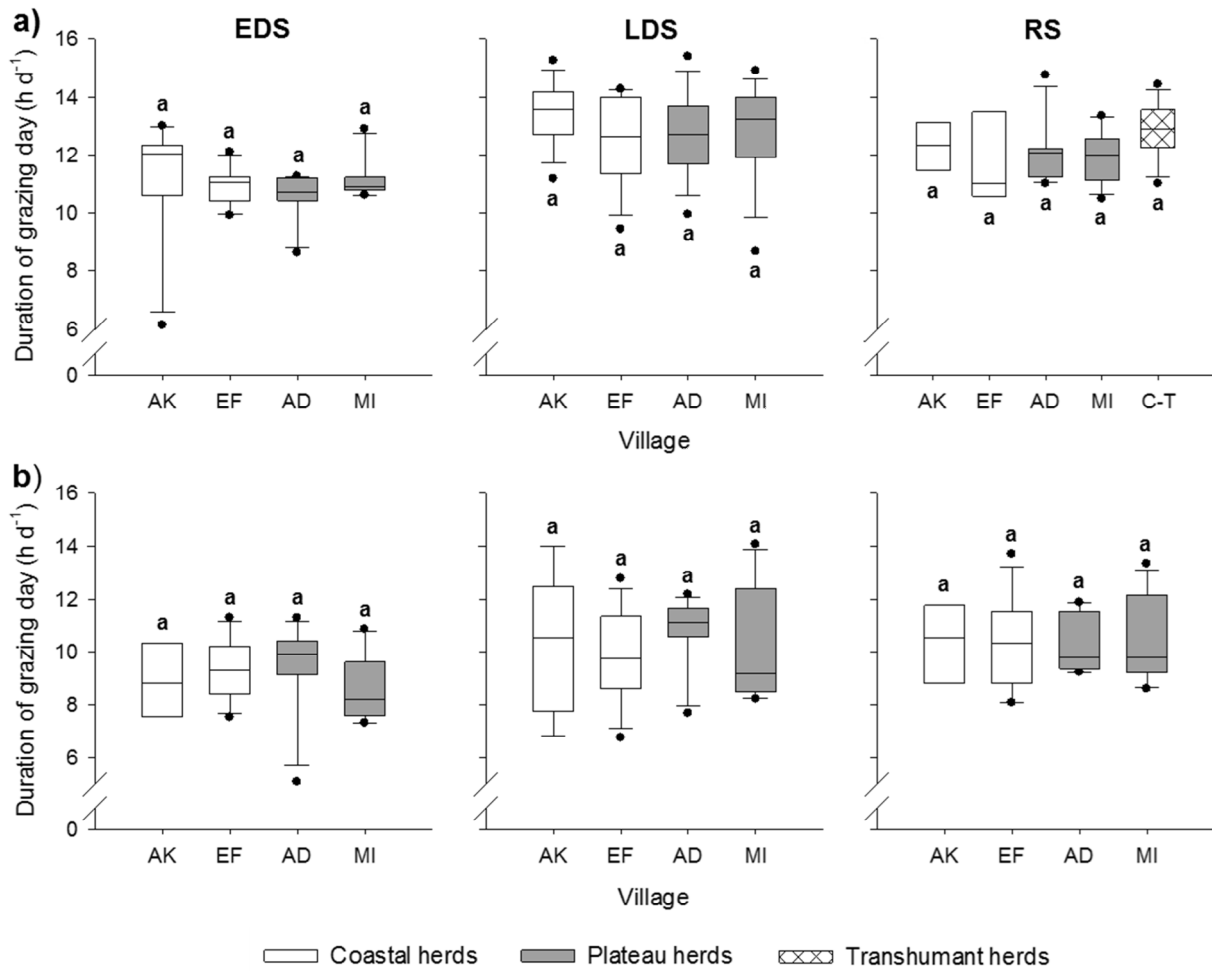 a)
EDS
LDS
RS
Duration of grazing day (h d-1)
16
14
12
10
8
6
0
a
a
a
a
a
a
a
a
a
a
a
a
a
AK EF AD MI
AK EF AD MI
AK EF AD MI C-T
Village
b)
Duration of grazing day (h d-1)
16
14
12
10
8
6
0
a
a
a
a
a
a
a
a
a
a
a
a
AK EF AD MI
AK EF AD MI
AK EF AD MI
Village
Coastal herds Plateau herds Transhumant herds